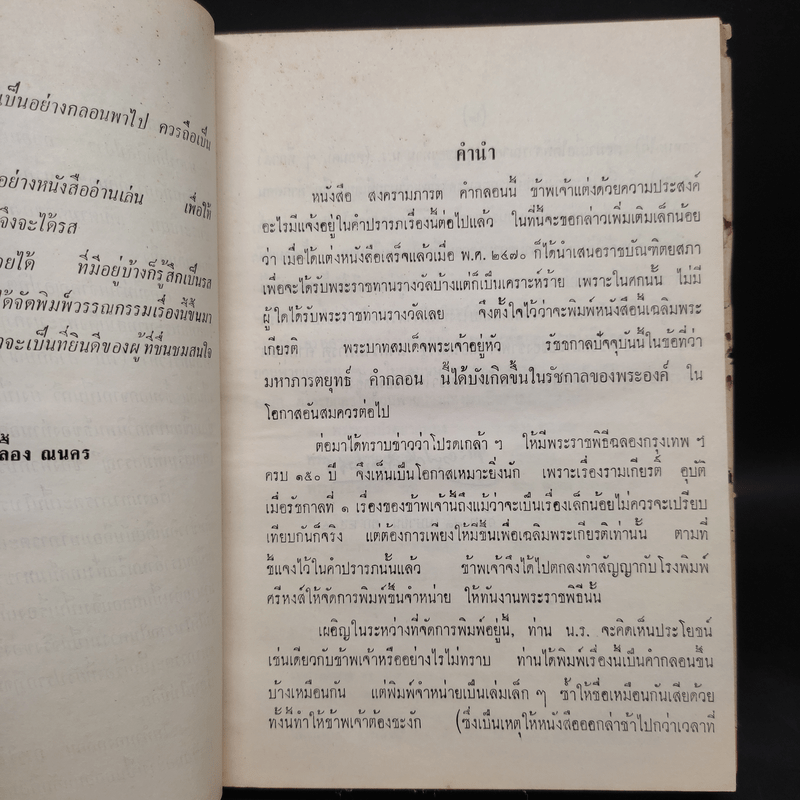 เป็นอย่างกลอนพาไป ควรถือเป็น
อย่างหนังสืออ่านเล่น เพื่อให้
จึงจะได้รส
ยได้ ที่มีอยู่บ้างก็รู้สึกเป็นรส
ได้จัดพิมพ์วรรณกรรมเรื่องนี้ขึ้นมา
าจะเป็นที่ยินดีของผู้ที่ชื่นชมสนใจ
ลื้อง ณนคร
คำนำ
หนังสือ สงครามภารต คำกลอนนี้ ข้าพเจ้าแต่งด้วยความประสงค์
อะไรมีแจ้งอยู่ในคำปรารภเรื่องนี้ต่อไปแล้ว ในที่นี้จะขอกล่าวเพิ่มเติมเล็กน้อย
ว่า เมื่อได้แต่งหนังสือเสร็จแล้วเมื่อ พ.ศ. ๒๔๗๐ ก็ได้นำเสนอราชบัณฑิตยสภา
เพื่อจะได้รับพระราชทานรางวัลบ้างแต่ก็เป็นเคราะห์ร้าย เพราะในศกนั้น ไม่มี
ผู้ใดได้รับพระราชทานรางวัลเลย จึงตั้งใจไว้ว่าจะพิมพ์หนังสือนี้เฉลิมพระ
เกียรติ พระบาทสมเด็จพระเจ้าอยู่หัว รัชชกาลปัจจุบันนี้ในข้อที่ว่า
มหาภารตยุทธ์ คำกลอน นี้ได้บังเกิดขึ้นในรัชกาลของพระองค์ ใน
โอกาสอันสมควรต่อไป
ต่อมาได้ทราบข่าวว่าโปรดเกล้า ฯ ให้มีพระราชพิธีฉลองกรุงเทพ ฯ
ครบ ๑๕๐ ปี จึงเห็นเป็นโอกาสเหมาะยิ่งนัก เพราะเรื่องรามเกียรติ์ อุบัติ
เมื่อรัชกาลที่ ๑ เรื่องของข้าพเจ้านี้ถึงแม้ว่าจะเป็นเรื่องเล็กน้อยไม่ควรจะเปรียบ
เทียบกันก็จริง แต่ต้องการเพียงให้มีขึ้นเพื่อเฉลิมพระเกียรติเท่านั้น ตามที่
ชี้แจงไว้ในคำปรารภนั้นแล้ว ข้าพเจ้าจึงได้ไปตกลงทำสัญญากับโรงพิมพ์
ศรีหงส์ให้จัดการพิมพ์ขึ้นจำหน่าย ให้ทันงานพระราชพิธีนั้น
เผอิญในระหว่างที่จัดการพิมพ์อยู่นี้, ท่าน น.ร. จะคิดเห็นประโยชน์
เช่นเดียวกับข้าพเจ้าหรืออย่างไรไม่ทราบ ท่านได้พิมพ์เรื่องนี้เป็นคำกลอนขึ้น
บ้างเหมือนกัน แต่พิมพ์จำหน่ายเป็นเล่มเล็ก ๆ ซ้ำให้ชื่อเหมือนกันเสียด้วย
ทั้งนี้ทำให้ข้าพเจ้าต้องชะงัก (ซึ่งเป็นเหตุให้หนังสือออกล่าช้าไปกว่าเวลาที่